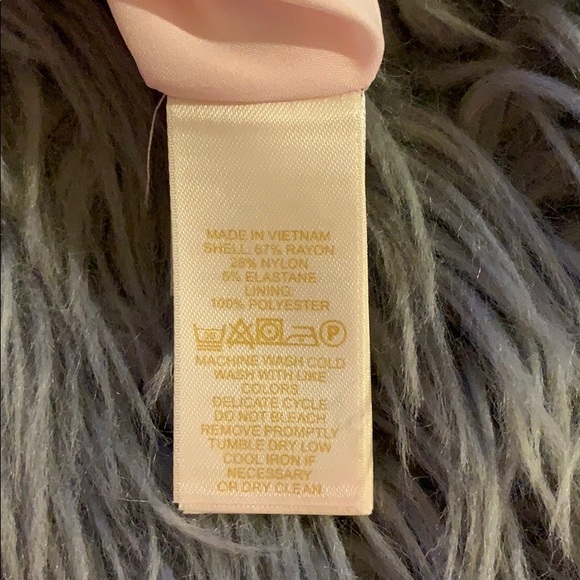 MADE IN VIETNAM
SHELL: 67% RAYON
28% NYLON
5% ELASTANE
LINING:
100% POLYESTER
30 P
MACHINE WASH COLD
WASH WITH LIKE
COLORS
DELICATE CYCLE
DO NOT BLEACH
REMOVE PROMPTLY
TUMBLE DRY LOW
COOL IRON IF
NECESSARY
OR DRY CLEAN